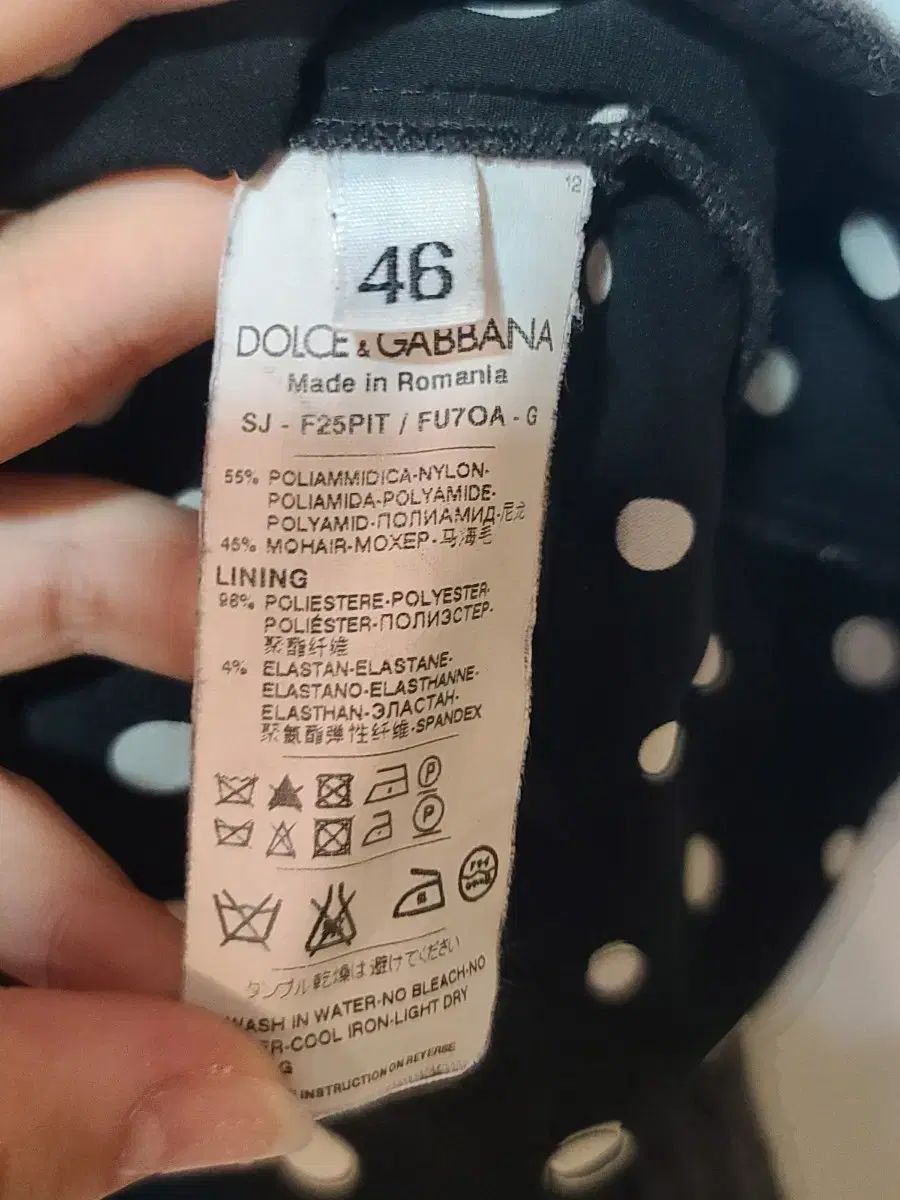 12
46
DOLCE & GABBANA
Made in Romania
SJ - F25PIT / FU7OA - G
55% POLIAMMIDICA-NYLON-
POLIAMIDA-POLYAMIDE-
POLYAMID-ПОЛИАМИД-尼龙
45% MOHAIR-МОХЕР-马海毛
LINING
96% POLIESTERE-POLYESTER-
POLIÉSTER-ПОЛИЭСТЕР-
聚酯纤维
4% ELASTAN-ELASTANE-
ELASTANO-ELASTHANNE-
ELASTHAN-ЭЛАСТАН-
聚氨酯弹性纤维-SPANDEX
P
P
タンブル乾燥は避けてください
WASH IN WATER-NO BLEACH-NO
ER-COOL IRON-LIGHT DRY
G
INSTRUCTION ON REVERSE